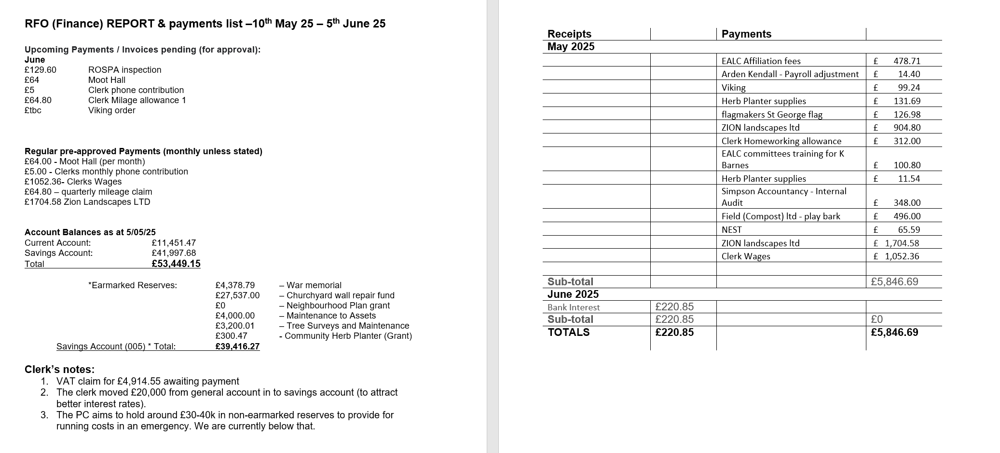 RFO (Finance) REPORT & payments list –10th May 25 – 5th June 25
Upcoming Payments / Invoices pending (for approval):
June
£129.60 ROSPA inspection
£64 Moot Hall
£5 Clerk phone contribution
£64.80 Clerk Milage allowance 1
£tbc Viking order
Regular pre-approved Payments (monthly unless stated)
£64.00 - Moot Hall (per month)
£5.00 - Clerks monthly phone contribution
£1052.36- Clerks Wages
£64.80 – quarterly mileage claim
£1704.58 Zion Landscapes LTD
Account Balances as at 5/05/25
Current Account: £11,451.47
Savings Account: £41,997.68
Total £53,449.15
*Earmarked Reserves: £4,378.79 – War memorial
£27,537.00 – Churchyard wall repair fund
£0 – Neighbourhood Plan grant
£4,000.00 – Maintenance to Assets
£3,200.01 – Tree Surveys and Maintenance
£300.47 - Community Herb Planter (Grant)
Savings Account (005) * Total: £39,416.27
Clerk’s notes:
1. VAT claim for £4,914.55 awaiting payment
2. The clerk moved £20,000 from general account in to savings account (to attract
better interest rates).
3. The PC aims to hold around £30-40k in non-earmarked reserves to provide for
running costs in an emergency. We are currently below that.
Receipts Payments
May 2025
EALC Affiliation fees £ 478.71
Arden Kendall - Payroll adjustment £ 14.40
Viking £ 99.24
Herb Planter supplies £ 131.69
flagmakers St George flag £ 126.98
ZION landscapes ltd £ 904.80
Clerk Homeworking allowance £ 312.00
EALC committees training for K
Barnes £ 100.80
Herb Planter supplies £ 11.54
Simpson Accountancy - Internal
Audit £ 348.00
Field (Compost) ltd - play bark £ 496.00
NEST £ 65.59
ZION landscapes ltd £ 1,704.58
Clerk Wages £ 1,052.36
Sub-total £5,846.69
June 2025
Bank Interest £220.85
Sub-total £220.85 £0
TOTALS £220.85 £5,846.69